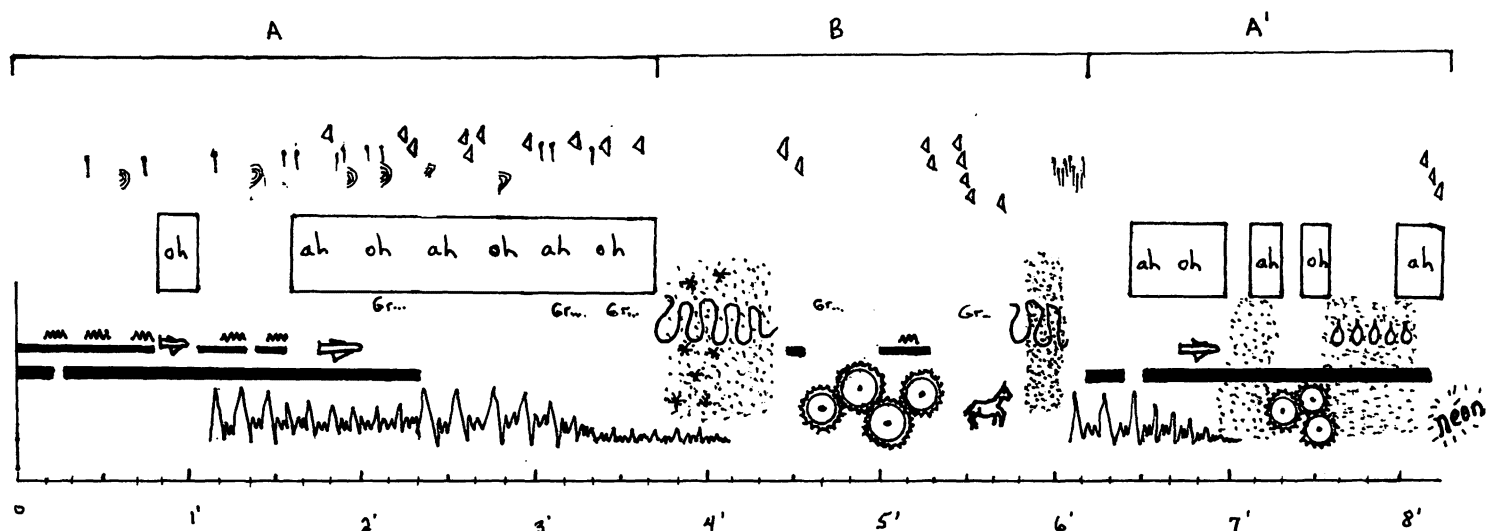 A B A'
oh ah oh ah oh ah oh ah oh ah oh ah
Gr... Gr... Gr... Gr... Gr...
néon
0 1' 2' 3' 4' 5' 6' 7' 8'